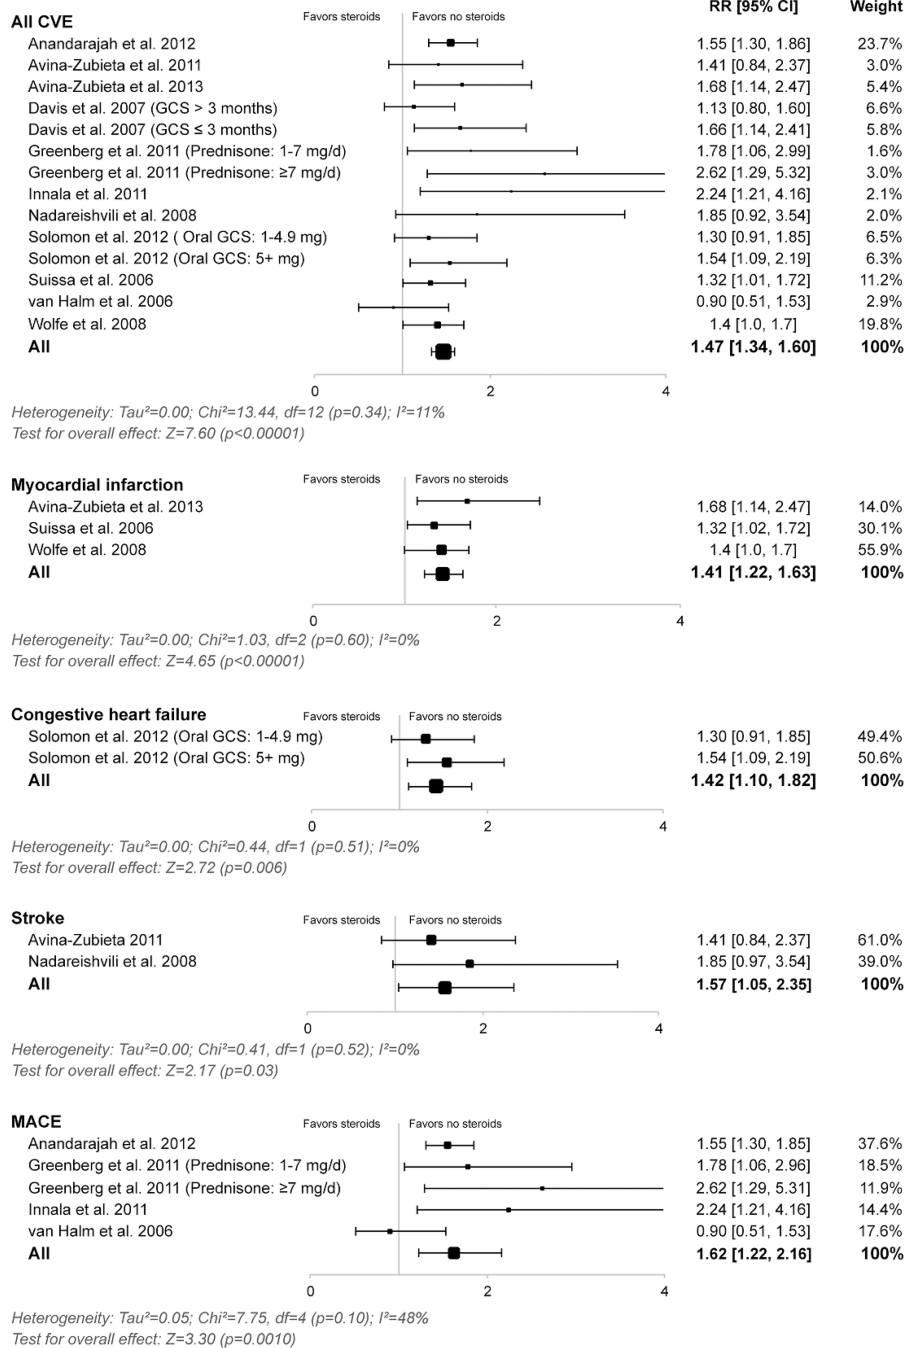 Favors steroids Favors no steroids RR [95% CI] Weight
All CVE
Anandarajah et al. 2012 1.55 [1.30, 1.86] 23.7%
Avina-Zubieta et al. 2011 1.41 [0.84, 2.37] 3.0%
Avina-Zubieta et al. 2013 1.68 [1.14, 2.47] 5.4%
Davis et al. 2007 (GCS > 3 months) 1.13 [0.80, 1.60] 6.6%
Davis et al. 2007 (GCS ≤ 3 months) 1.66 [1.14, 2.41] 5.8%
Greenberg et al. 2011 (Prednisone: 1-7 mg/d) 1.78 [1.06, 2.99] 1.6%
Greenberg et al. 2011 (Prednisone: ≥7 mg/d) 2.62 [1.29, 5.32] 3.0%
Innala et al. 2011 2.24 [1.21, 4.16] 2.1%
Nadareishvili et al. 2008 1.85 [0.92, 3.54] 2.0%
Solomon et al. 2012 ( Oral GCS: 1-4.9 mg) 1.30 [0.91, 1.85] 6.5%
Solomon et al. 2012 (Oral GCS: 5+ mg) 1.54 [1.09, 2.19] 6.3%
Suissa et al. 2006 1.32 [1.01, 1.72] 11.2%
van Halm et al. 2006 0.90 [0.51, 1.53] 2.9%
Wolfe et al. 2008 1.4 [1.0, 1.7] 19.8%
All 1.47 [1.34, 1.60] 100%
0 2 4
Heterogeneity: Tau²=0.00; Chi²=13.44, df=12 (p=0.34); I²=11%
Test for overall effect: Z=7.60 (p<0.00001)
Favors steroids Favors no steroids
Myocardial infarction
Avina-Zubieta et al. 2013 1.68 [1.14, 2.47] 14.0%
Suissa et al. 2006 1.32 [1.02, 1.72] 30.1%
Wolfe et al. 2008 1.4 [1.0, 1.7] 55.9%
All 1.41 [1.22, 1.63] 100%
0 2 4
Heterogeneity: Tau²=0.00; Chi²=1.03, df=2 (p=0.60); I²=0%
Test for overall effect: Z=4.65 (p<0.00001)
Congestive heart failure Favors steroids Favors no steroids
Solomon et al. 2012 (Oral GCS: 1-4.9 mg) 1.30 [0.91, 1.85] 49.4%
Solomon et al. 2012 (Oral GCS: 5+ mg) 1.54 [1.09, 2.19] 50.6%
All 1.42 [1.10, 1.82] 100%
0 2 4
Heterogeneity: Tau²=0.00; Chi²=0.44, df=1 (p=0.51); I²=0%
Test for overall effect: Z=2.72 (p=0.006)
Stroke Favors steroids Favors no steroids
Avina-Zubieta 2011 1.41 [0.84, 2.37] 61.0%
Nadareishvili et al. 2008 1.85 [0.97, 3.54] 39.0%
All 1.57 [1.05, 2.35] 100%
0 2 4
Heterogeneity: Tau²=0.00; Chi²=0.41, df=1 (p=0.52); I²=0%
Test for overall effect: Z=2.17 (p=0.03)
MACE Favors steroids Favors no steroids
Anandarajah et al. 2012 1.55 [1.30, 1.85] 37.6%
Greenberg et al. 2011 (Prednisone: 1-7 mg/d) 1.78 [1.06, 2.96] 18.5%
Greenberg et al. 2011 (Prednisone: ≥7 mg/d) 2.62 [1.29, 5.31] 11.9%
Innala et al. 2011 2.24 [1.21, 4.16] 14.4%
van Halm et al. 2006 0.90 [0.51, 1.53] 17.6%
All 1.62 [1.22, 2.16] 100%
0 2 4
Heterogeneity: Tau²=0.05; Chi²=7.75, df=4 (p=0.10); I²=48%
Test for overall effect: Z=3.30 (p=0.0010)